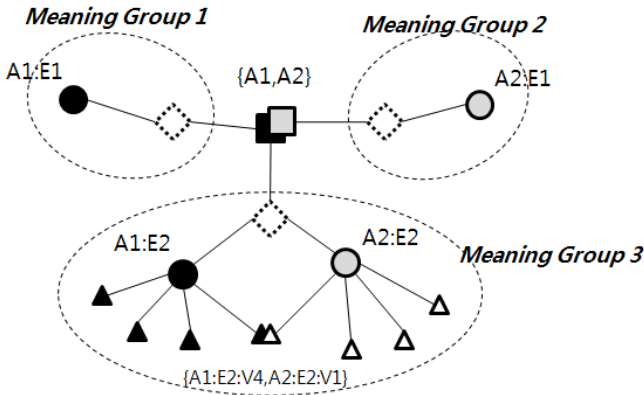 Meaning Group 1
Meaning Group 2
A1:E1
{A1,A2}
A2:E1
A1:E2
A2:E2
Meaning Group 3
{A1:E2:V4,A2:E2:V1}